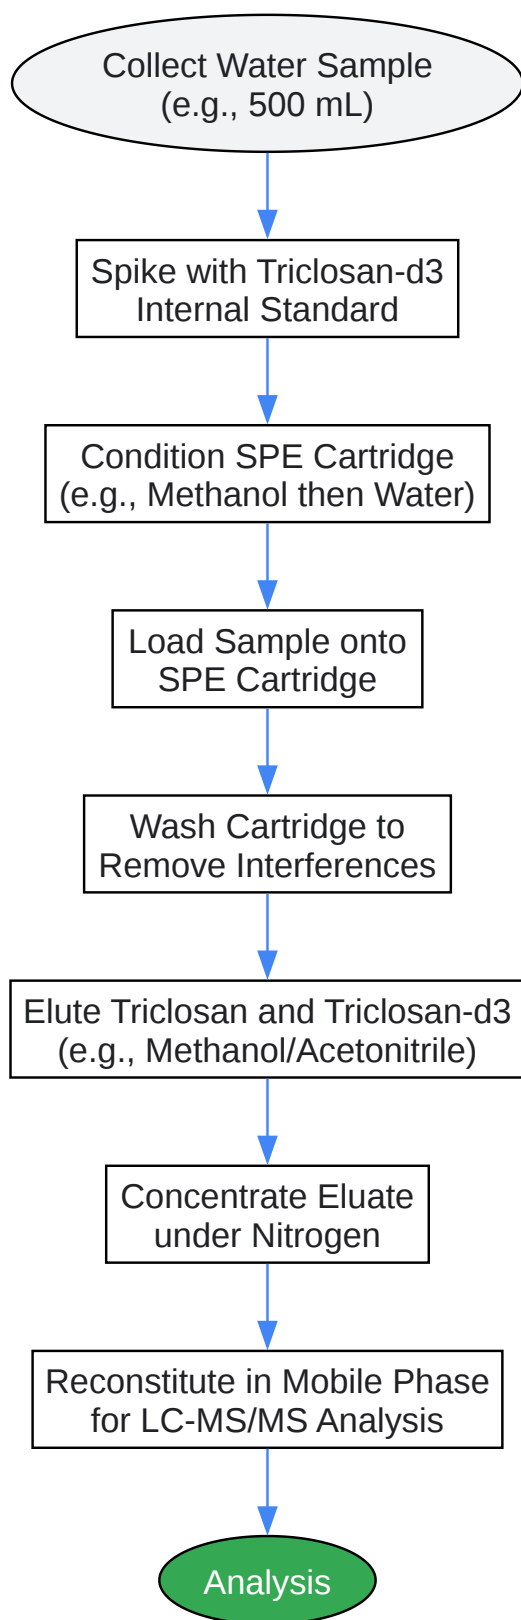 Collect Water Sample
(e.g., 500 mL)
Spike with Triclosan-d3
Internal Standard
Condition SPE Cartridge
(e.g., Methanol then Water)
Load Sample onto
SPE Cartridge
Wash Cartridge to
Remove Interferences
Elute Triclosan and Triclosan-d3
(e.g., Methanol/Acetonitrile)
Concentrate Eluate
under Nitrogen
Reconstitute in Mobile Phase
for LC-MS/MS Analysis
Analysis